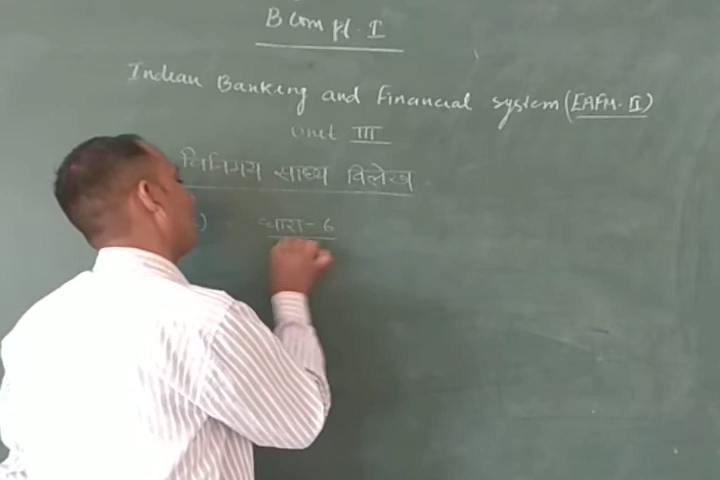 B Com pt. I
Indian Banking and Financial system (EAFM-II)
Unit III
विनिमय साध्य विलेख
) धारा- 6